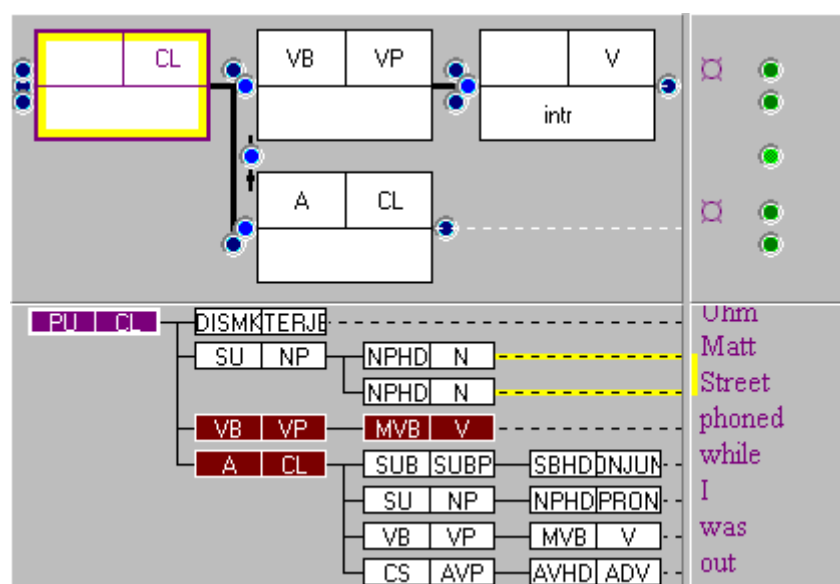 CL VB VP V ¤
intr
A CL ¤
PU CL DISMK TERJE Uhm
SU NP NPHD N Matt
NPHD N Street
VB VP MVB V phoned
A CL SUB SUBP SBHD ONJUN while
SU NP NPHD PRON I
VB VP MVB V was
CS AVP AVHD ADV out